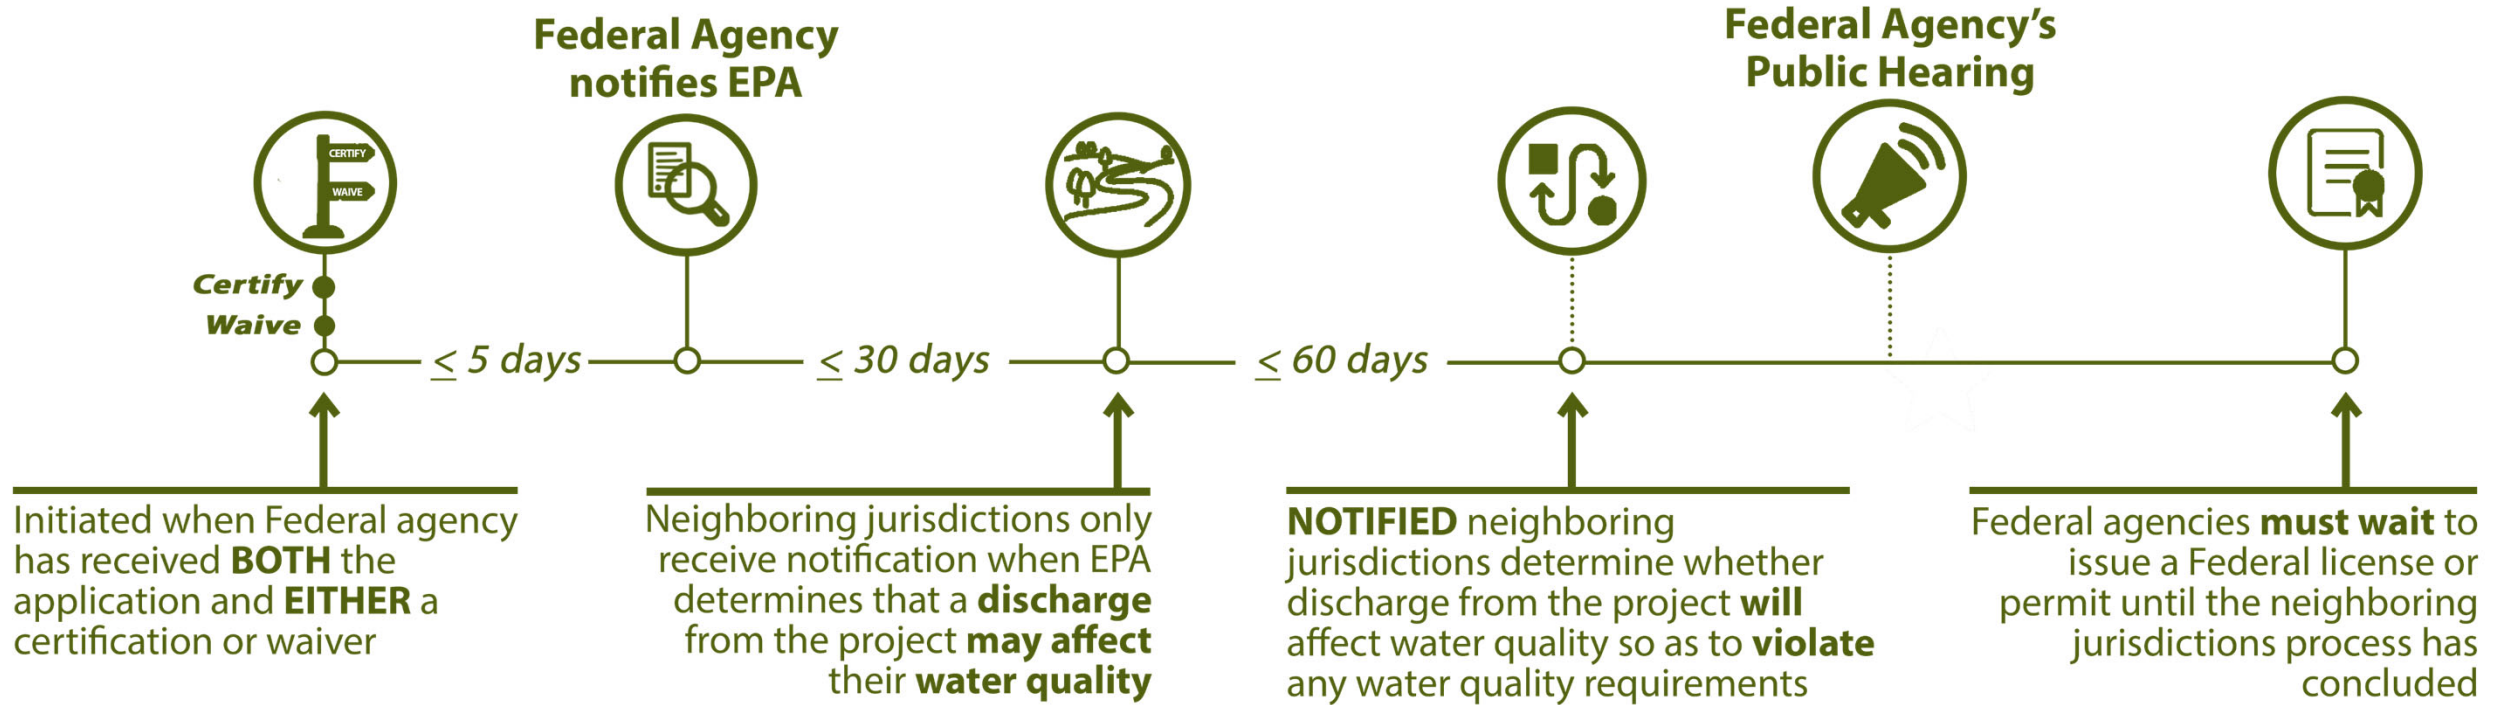 Federal Agency
notifies EPA
Federal Agency's
Public Hearing
CERTIFY
WAIVE
Certify
Waive
≤ 5 days
≤ 30 days
≤ 60 days
Initiated when Federal agency
has received BOTH the
application and EITHER a
certification or waiver
Neighboring jurisdictions only
receive notification when EPA
determines that a discharge
from the project may affect
their water quality
NOTIFIED neighboring
jurisdictions determine whether
discharge from the project will
affect water quality so as to violate
any water quality requirements
Federal agencies must wait to
issue a Federal license or
permit until the neighboring
jurisdictions process has
concluded